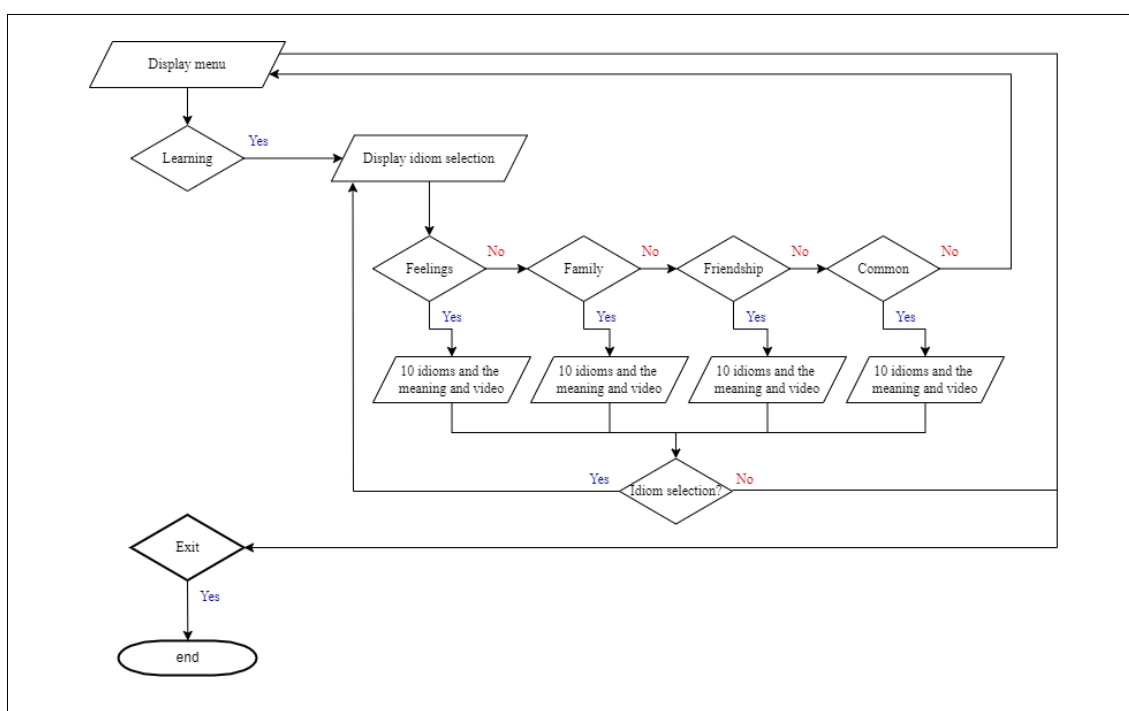 Display menu
Learning
Yes
Display idiom selection
Feelings
No
Family
No
Friendship
No
Common
No
Yes
Yes
Yes
Yes
10 idioms and the
meaning and video
10 idioms and the
meaning and video
10 idioms and the
meaning and video
10 idioms and the
meaning and video
Yes
Idiom selection?
No
Exit
Yes
end